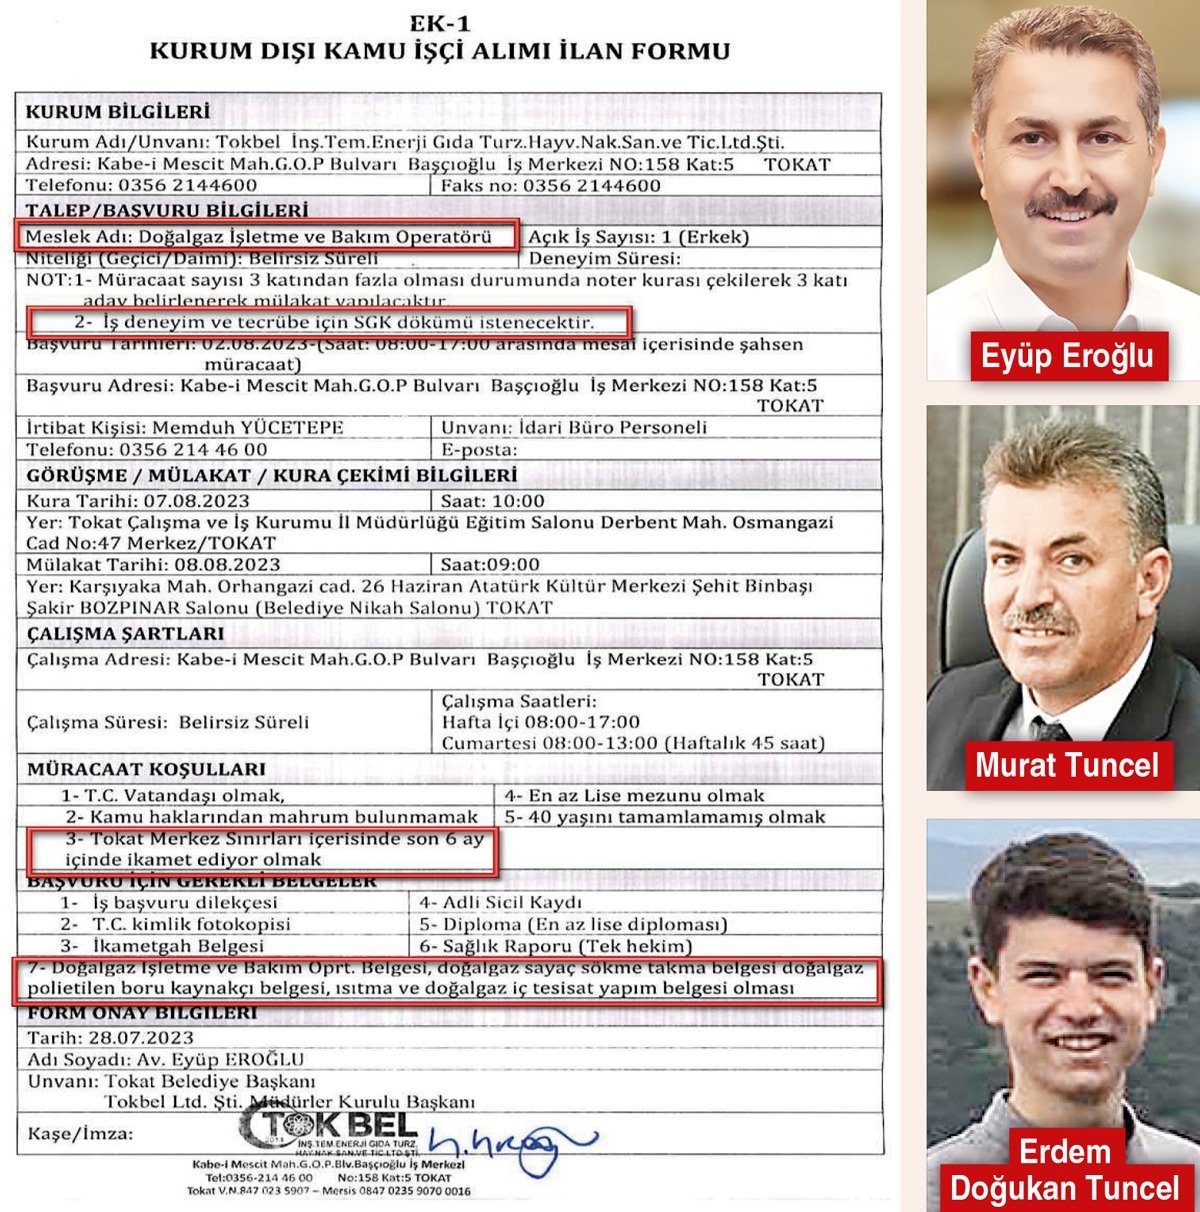 EK-1
KURUM DIŞI KAMU İŞÇİ ALIMI İLAN FORMU
KURUM BİLGİLERİ
Kurum Adı/Unvanı: Tokbel İnş.Tem.Enerji Gıda Turz.Hayv.Nak.San.ve Tic.Ltd.Şti.
Adresi: Kabe-i Mescit Mah.G.O.P Bulvarı Başçıoğlu İş Merkezi NO:158 Kat:5 TOKAT
Telefonu: 0356 2144600 Faks no: 0356 2144600
TALEP/BAŞVURU BİLGİLERİ
Meslek Adı: Doğalgaz İşletme ve Bakım Operatörü Açık İş Sayısı: 1 (Erkek)
Niteliği (Geçici/Daimi): Belirsiz Süreli Deneyim Süresi:
NOT:1- Müracaat sayısı 3 katından fazla olması durumunda noter kurası çekilerek 3 katı
aday belirlenerek mülakat yapılacaktır.
2- İş deneyim ve tecrübe için SGK dökümü istenecektir.
Başvuru Tarihleri: 02.08.2023-(Saat: 08:00-17:00 arasında mesai içerisinde şahsen
müracaat)
Başvuru Adresi: Kabe-i Mescit Mah.G.O.P Bulvarı Başçıoğlu İş Merkezi NO:158 Kat:5
TOKAT
İrtibat Kişisi: Memduh YÜCETEPE Unvanı: İdari Büro Personeli
Telefonu: 0356 214 46 00 E-posta:
GÖRÜŞME / MÜLAKAT / KURA ÇEKİMİ BİLGİLERİ
Kura Tarihi: 07.08.2023 Saat: 10:00
Yer: Tokat Çalışma ve İş Kurumu İl Müdürlüğü Eğitim Salonu Derbent Mah. Osmangazi
Cad No:47 Merkez/TOKAT
Mülakat Tarihi: 08.08.2023 Saat:09:00
Yer: Karşıyaka Mah. Orhangazi cad. 26 Haziran Atatürk Kültür Merkezi Şehit Binbaşı
Şakir BOZPINAR Salonu (Belediye Nikah Salonu) TOKAT
ÇALIŞMA ŞARTLARI
Çalışma Adresi: Kabe-i Mescit Mah.G.O.P Bulvarı Başçıoğlu İş Merkezi NO:158 Kat:5
TOKAT
Çalışma Süresi: Belirsiz Süreli
Çalışma Saatleri:
Hafta İçi 08:00-17:00
Cumartesi 08:00-13:00 (Haftalık 45 saat)
MÜRACAAT KOŞULLARI
1- T.C. Vatandaşı olmak, 4- En az Lise mezunu olmak
2- Kamu haklarından mahrum bulunmamak 5- 40 yaşını tamamlamamış olmak
3- Tokat Merkez Sınırları içerisinde son 6 ay
içinde ikamet ediyor olmak
BAŞVURU İÇİN GEREKLİ BELGELER
1- İş başvuru dilekçesi 4- Adli Sicil Kaydı
2- T.C. kimlik fotokopisi 5- Diploma (En az lise diploması)
3- İkametgah Belgesi 6- Sağlık Raporu (Tek hekim)
7- Doğalgaz İşletme ve Bakım Oprt. Belgesi, doğalgaz sayaç sökme takma belgesi doğalgaz
polietilen boru kaynakçı belgesi, ısıtma ve doğalgaz iç tesisat yapım belgesi olması
FORM ONAY BİLGİLERİ
Tarih: 28.07.2023
Adı Soyadı: Av. Eyüp EROĞLU
Unvanı: Tokat Belediye Başkanı
Tokbel Ltd. Şti. Müdürler Kurulu Başkanı
Kaşe/İmza:
TOKBEL
2014
İNŞ.TEM.ENERJİ GIDA TURZ.
HAY.NAK.SAN.VE TİC.LTD.ŞTİ.
Kabe-i Mescit Mah.G.O.P.Blv.Başçıoğlu İş Merkezi
Tel:0356-214 46 00 No:158 Kat:5 TOKAT
Tokat V.N.847 023 5907 – Mersis 0847 0235 9070 0016
Eyüp Eroğlu
Murat Tuncel
Erdem
Doğukan Tuncel